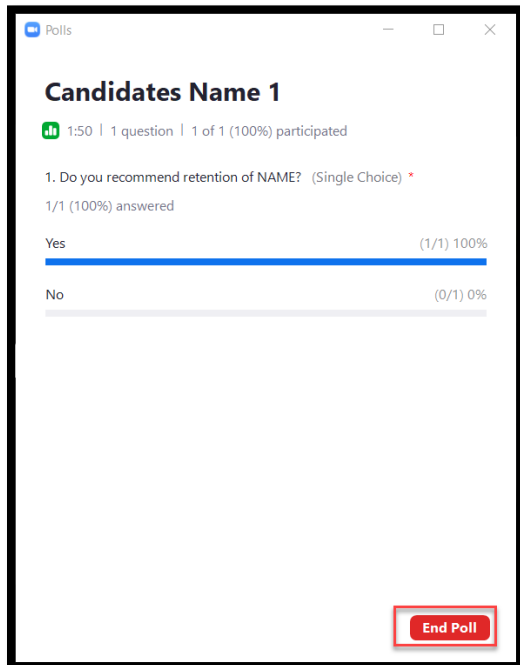 Polls
Candidates Name 1
1:50 | 1 question | 1 of 1 (100%) participated
1. Do you recommend retention of NAME? (Single Choice) *
1/1 (100%) answered
Yes (1/1) 100%
No (0/1) 0%
End Poll